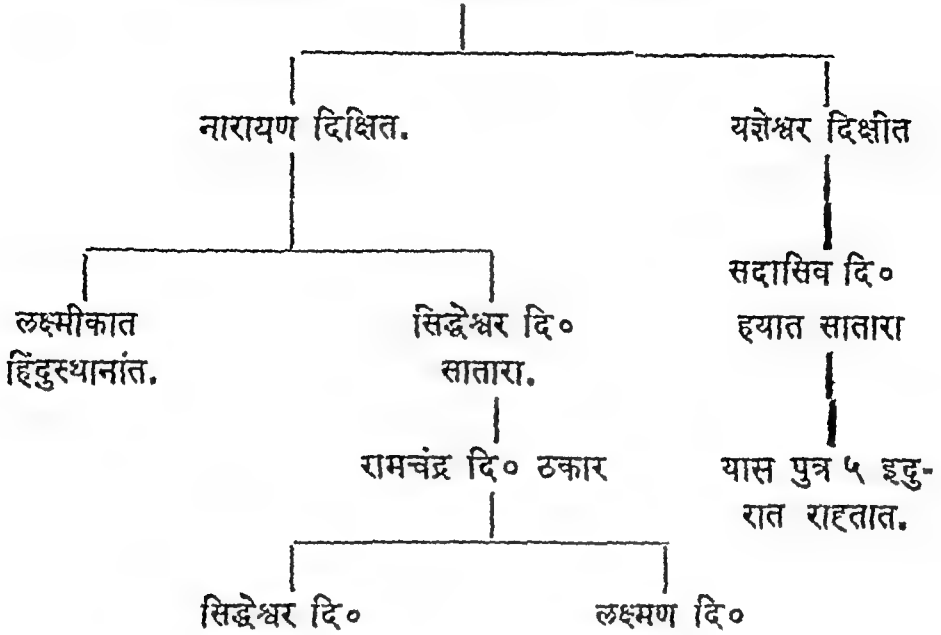 नारायण दिक्षित.
यज्ञेश्वर दिक्षीत
सदासिव दि०
हयात सातारा
लक्ष्मीकात
हिंदुस्थानांत.
सिद्धेश्वर दि०
सातारा.
रामचंद्र दि० ठकार
यास पुत्र ५ इदु-
रात राहतात.
सिद्धेश्वर दि०
लक्ष्मण दि०